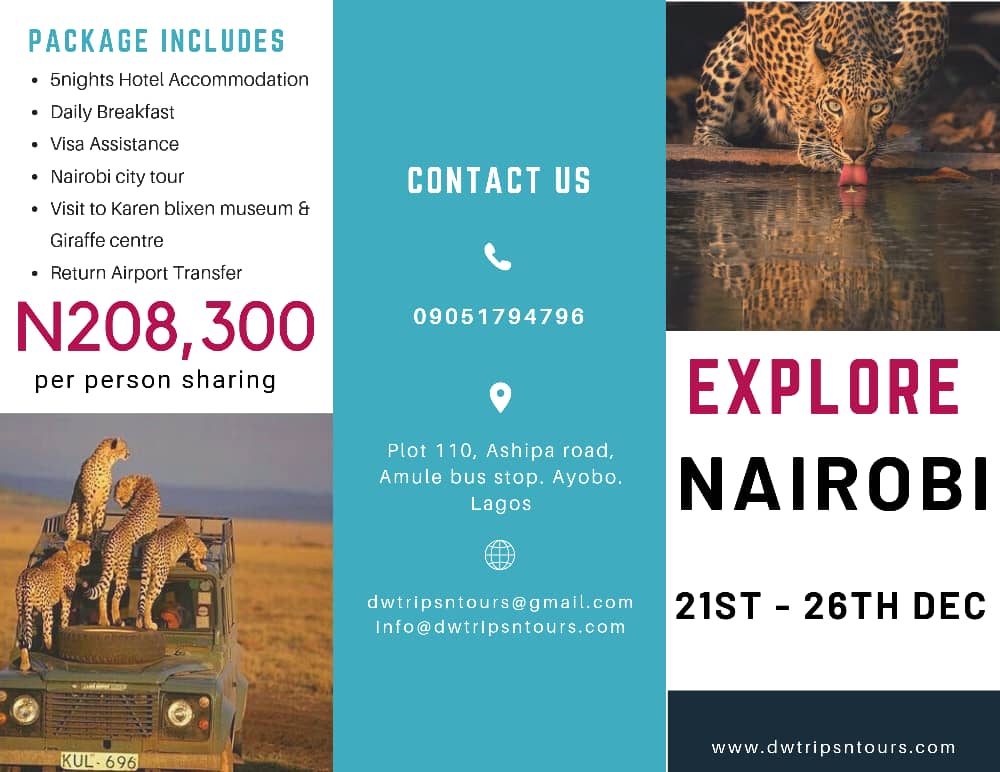 PACKAGE INCLUDES
• 5nights Hotel Accommodation
• Daily Breakfast
• Visa Assistance
• Nairobi city tour
• Visit to Karen blixen museum &
Giraffe centre
• Return Airport Transfer
N208,300
per person sharing
KUL· 696
CONTACT US
09051794796
Plot 110, Ashipa road,
Amule bus stop. Ayobo.
Lagos
dwtripsntours@gmail.com
Info@dwtripsntours.com
EXPLORE
NAIROBI
21ST – 26TH DEC
www.dwtripsntours.com